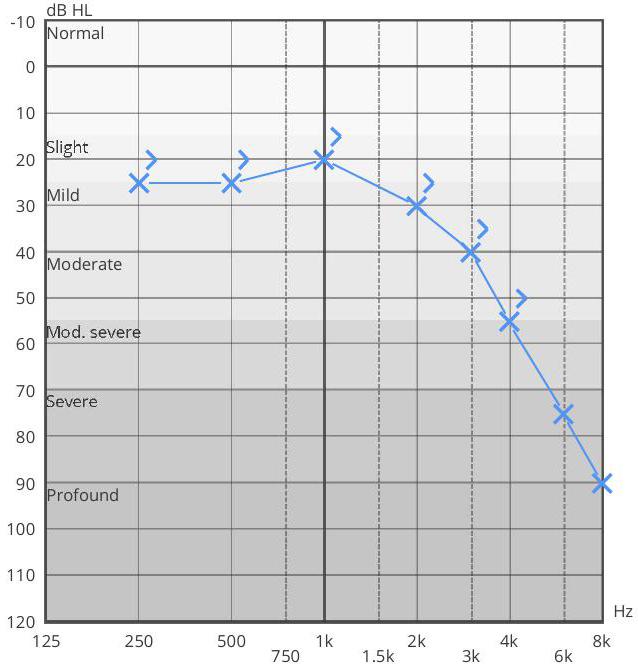 dB HL
-10
Normal
0
10
Slight
20
Mild
30
40
Moderate
50
Mod. severe
60
70
Severe
80
90
Profound
100
110
120
Hz
125 250 500 1k 2k 4k 8k
750 1.5k 3k 6k